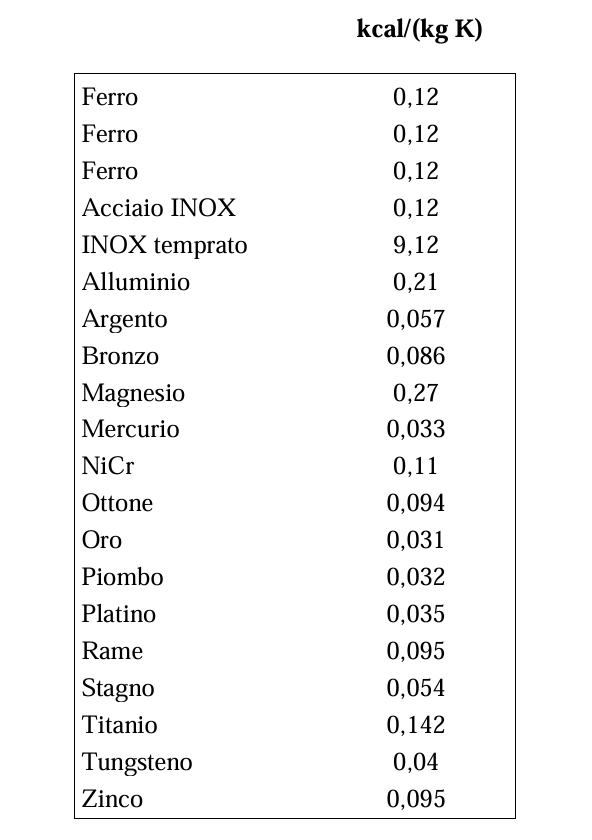 kcal/(kg K)
Ferro 0,12
Ferro 0,12
Ferro 0,12
Acciaio INOX 0,12
INOX temprato 9,12
Alluminio 0,21
Argento 0,057
Bronzo 0,086
Magnesio 0,27
Mercurio 0,033
NiCr 0,11
Ottone 0,094
Oro 0,031
Piombo 0,032
Platino 0,035
Rame 0,095
Stagno 0,054
Titanio 0,142
Tungsteno 0,04
Zinco 0,095